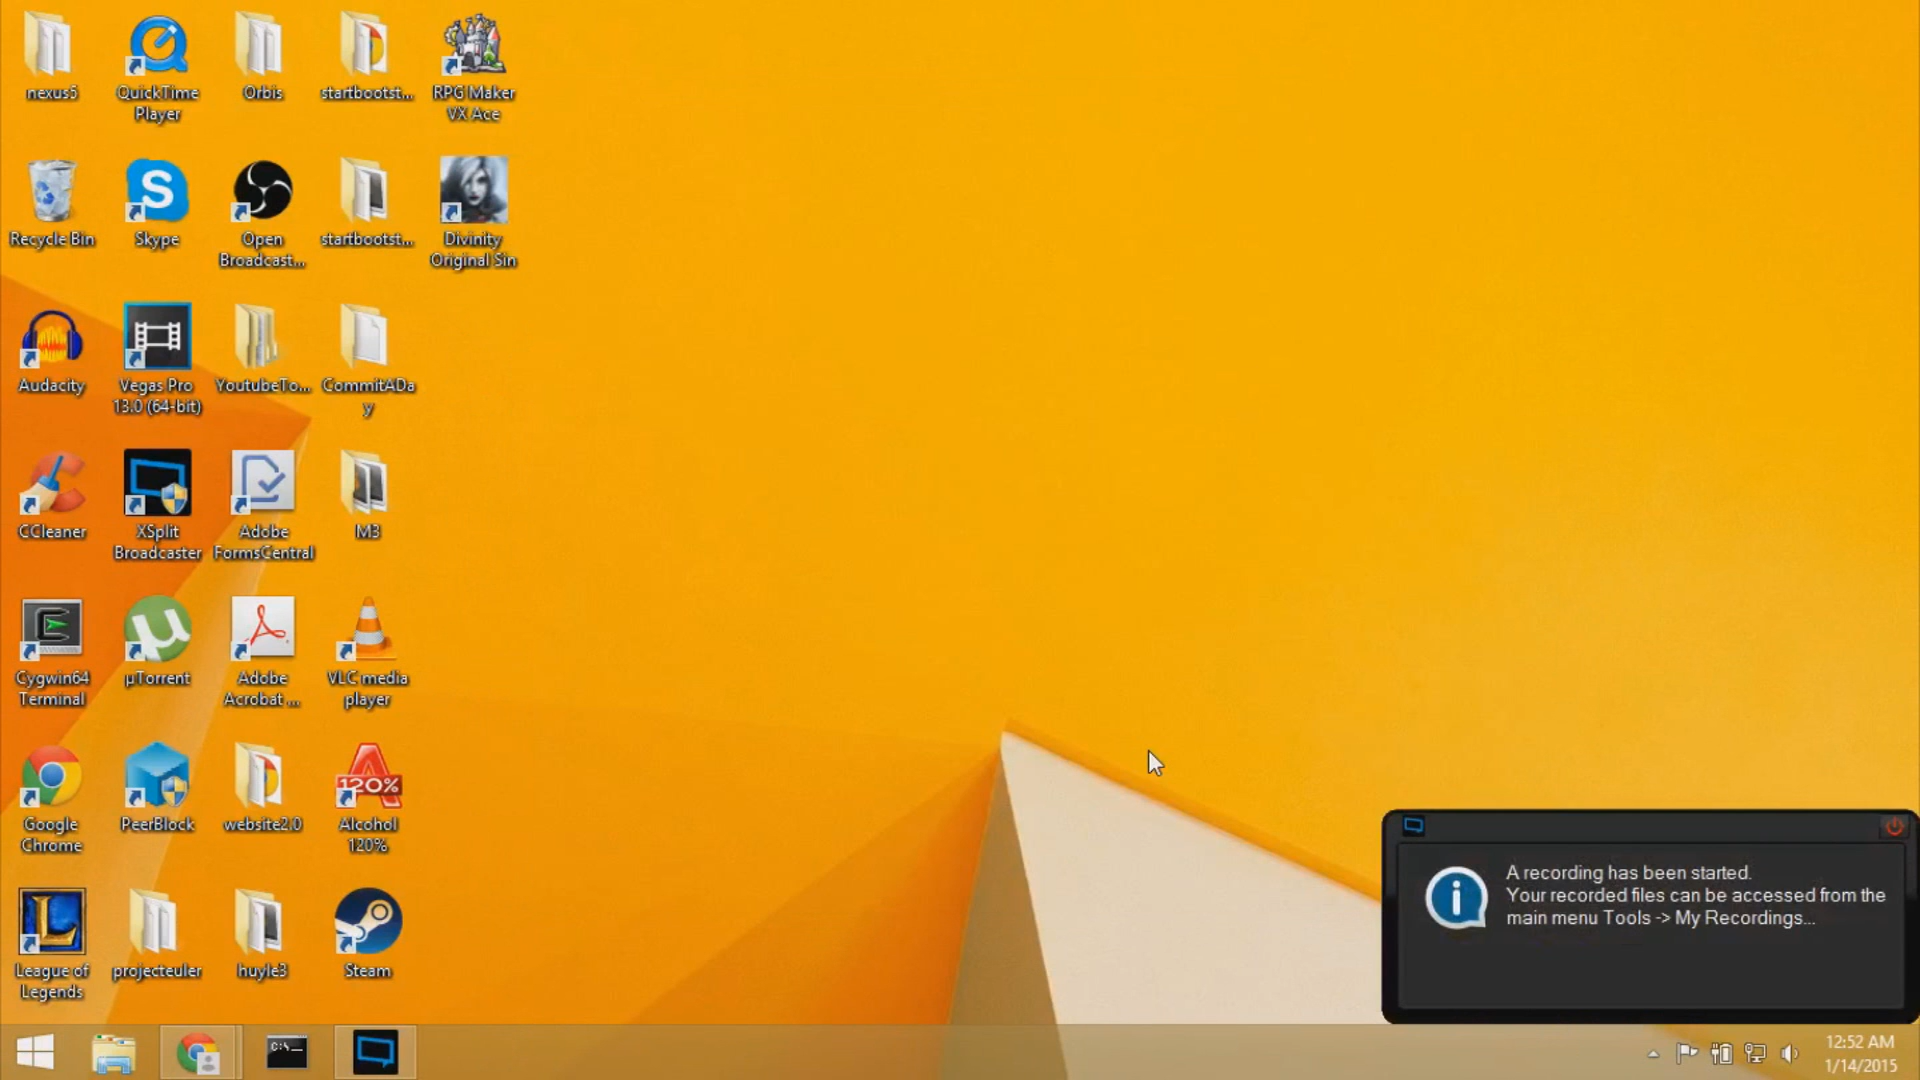 nexus5
QuickTime
Player
Orbis
startbootst...
RPG Maker
VX Ace
Recycle Bin
Skype
Open
Broadcast...
startbootst...
Divinity
Original Sin
Audacity
Vegas Pro
13.0 (64-bit)
YoutubeTo...
CommitADa
y
CCleaner
XSplit
Broadcaster
Adobe
FormsCentral
M3
Cygwin64
Terminal
µTorrent
Adobe
Acrobat ...
VLC media
player
Google
Chrome
PeerBlock
website2.0
120%
Alcohol
120%
League of
Legends
projecteuler
huyle3
Steam
A recording has been started.
Your recorded files can be accessed from the
main menu Tools -> My Recordings...
C:\._
12:52 AM
1/14/2015